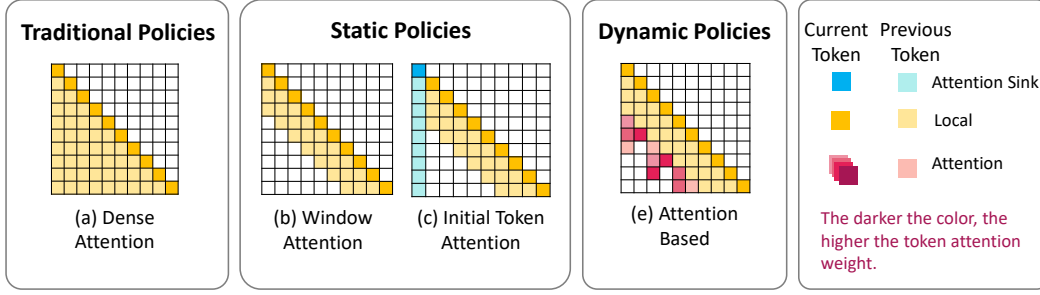 Traditional Policies
(a) Dense
Attention
Static Policies
(b) Window
Attention
(c) Initial Token
Attention
Dynamic Policies
(e) Attention
Based
Current
Token
Previous
Token
Attention Sink
Local
Attention
The darker the color, the
higher the token attention
weight.